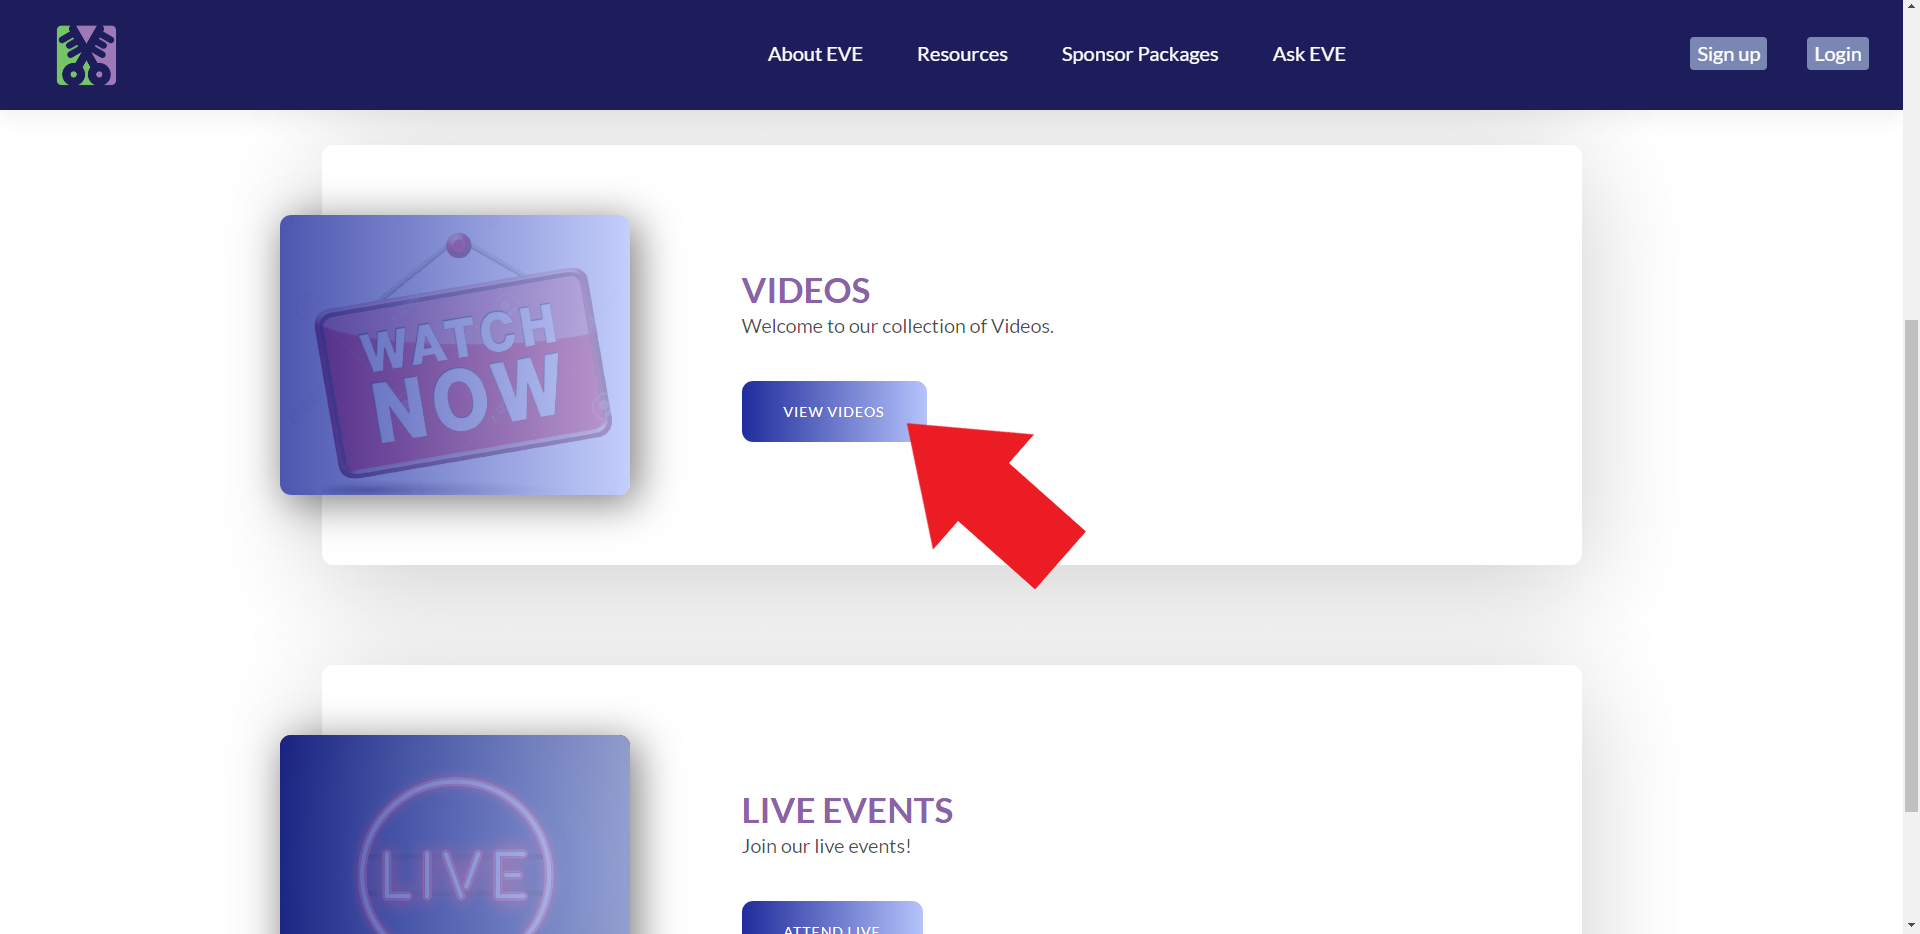 About EVE Resources Sponsor Packages Ask EVE Sign up Login
WATCH
NOW
VIDEOS
Welcome to our collection of Videos.
VIEW VIDEOS
LIVE
LIVE EVENTS
Join our live events!
ATTEND LIVE